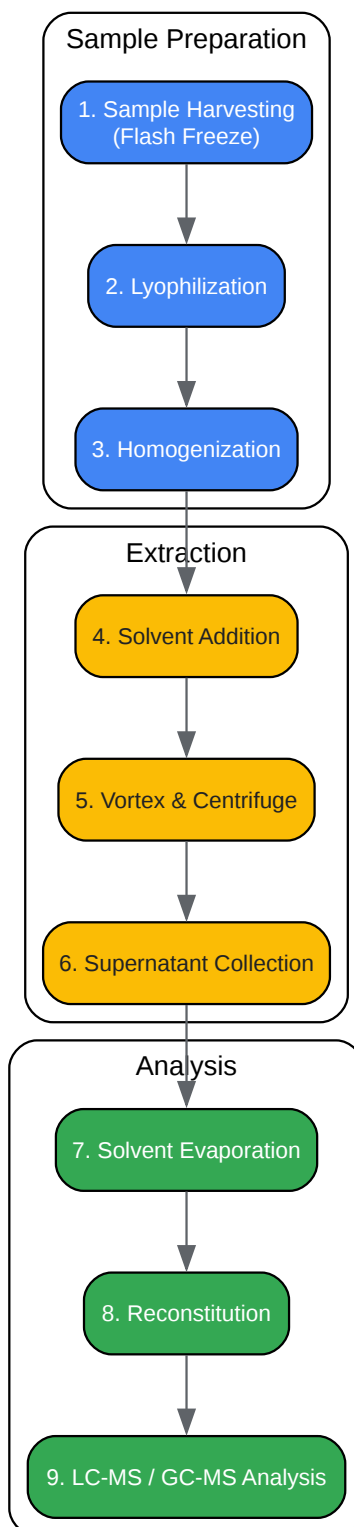 Sample Preparation
1. Sample Harvesting
(Flash Freeze)
2. Lyophilization
3. Homogenization
Extraction
4. Solvent Addition
5. Vortex & Centrifuge
6. Supernatant Collection
Analysis
7. Solvent Evaporation
8. Reconstitution
9. LC-MS / GC-MS Analysis